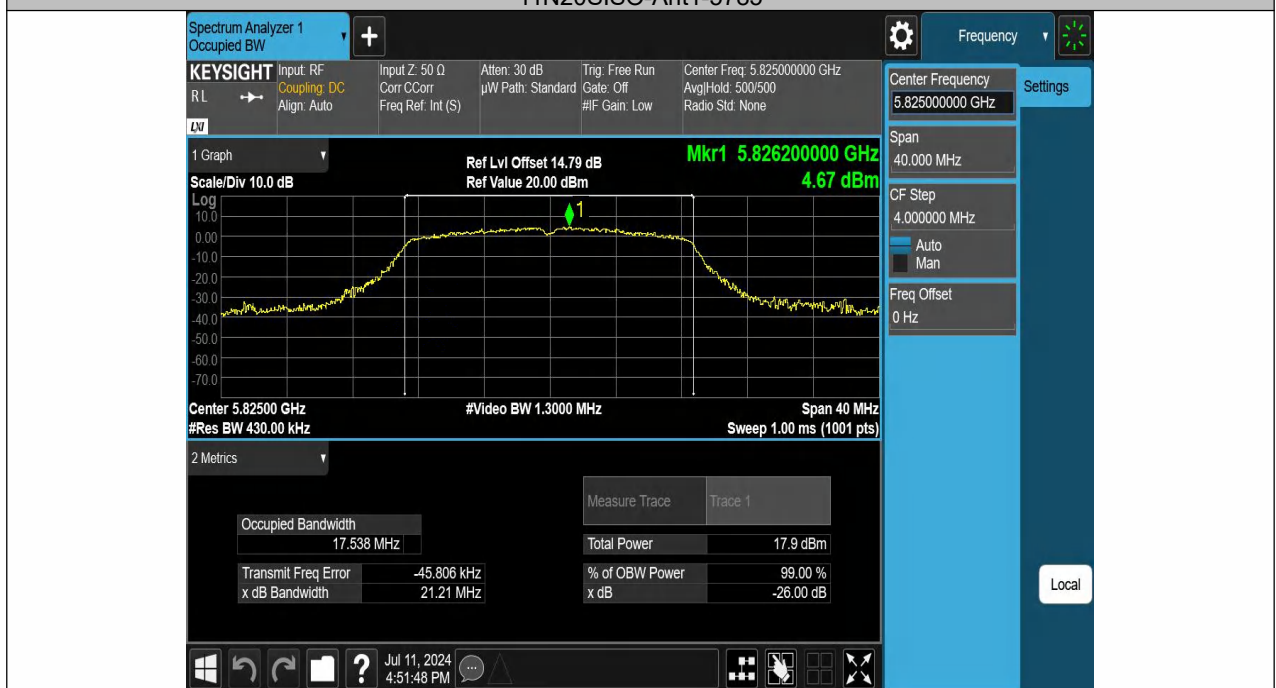 Spectrum Analyzer 1
Occupied BW
+
Frequency
KEYSIGHT
RL
LXI
Input: RF
Coupling: DC
Align: Auto
Input Z: 50 Ω
Corr CCorr
Freq Ref: Int (S)
Atten: 30 dB
µW Path: Standard
Trig: Free Run
Gate: Off
#IF Gain: Low
Center Freq: 5.825000000 GHz
Avg|Hold: 500/500
Radio Std: None
Center Frequency
5.825000000 GHz
Settings
Span
40.000 MHz
CF Step
4.000000 MHz
Auto
Man
Freq Offset
0 Hz
Local
1 Graph
Scale/Div 10.0 dB
Ref Lvl Offset 14.79 dB
Ref Value 20.00 dBm
Mkr1 5.826200000 GHz
4.67 dBm
Log
10.0
0.00
-10.0
-20.0
-30.0
-40.0
-50.0
-60.0
-70.0
1
Center 5.82500 GHz
#Video BW 1.3000 MHz
Span 40 MHz
#Res BW 430.00 kHz
Sweep 1.00 ms (1001 pts)
2 Metrics
Measure Trace Trace 1
Occupied Bandwidth
17.538 MHz
Total Power 17.9 dBm
Transmit Freq Error -45.806 kHz
% of OBW Power 99.00 %
x dB Bandwidth 21.21 MHz
x dB -26.00 dB
?
Jul 11, 2024
4:51:48 PM